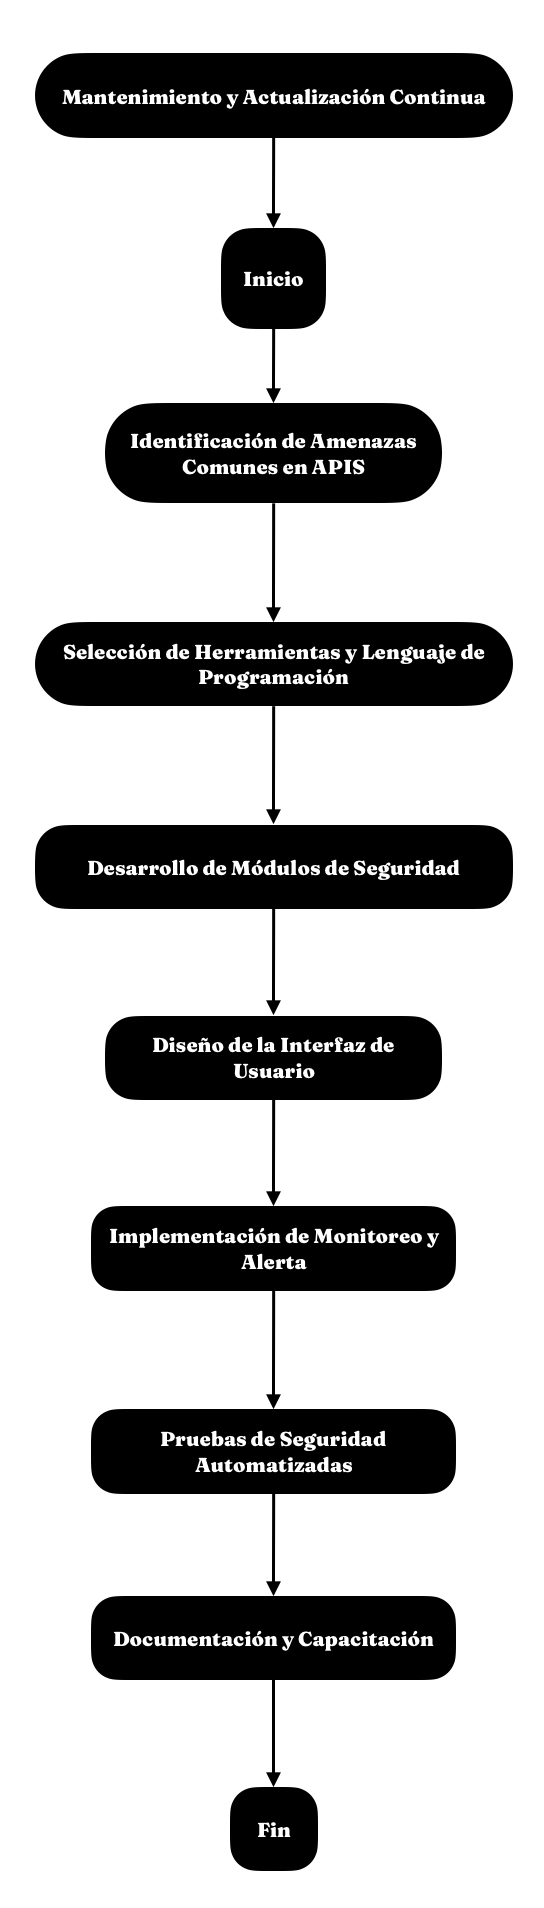 Mantenimiento y Actualización Continua
Inicio
Identificación de Amenazas
Comunes en APIS
Selección de Herramientas y Lenguaje de
Programación
Desarrollo de Módulos de Seguridad
Diseño de la Interfaz de
Usuario
Implementación de Monitoreo y
Alerta
Pruebas de Seguridad
Automatizadas
Documentación y Capacitación
Fin